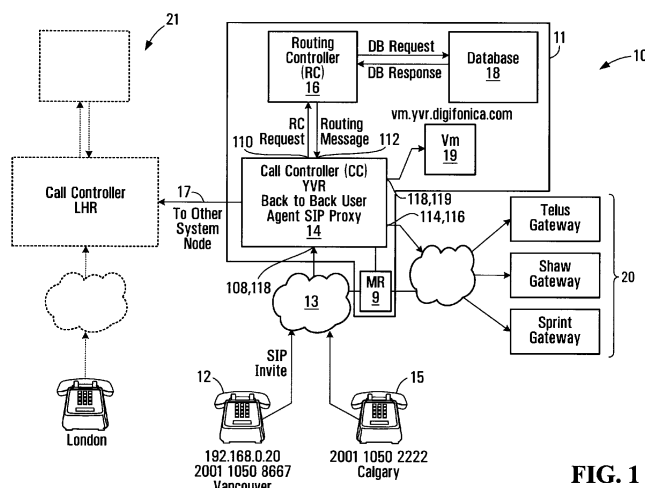 21
Routing
Controller
(RC)
16
DB Request
DB Response
Database
18
11
10
vm.yvr.digifonica.com
RC
Request
Routing
Message
110
112
Vm
19
Call Controller
LHR
17
To Other
System
Node
Call Controller (CC)
YVR
Back to Back User
Agent SIP Proxy
14
118,119
114,116
Telus
Gateway
Shaw
Gateway
Sprint
Gateway
20
108,118
13
MR
9
SIP
Invite
12
15
London
192.168.0.20
2001 1050 8667
Vancouver
2001 1050 2222
Calgary
FIG. 1